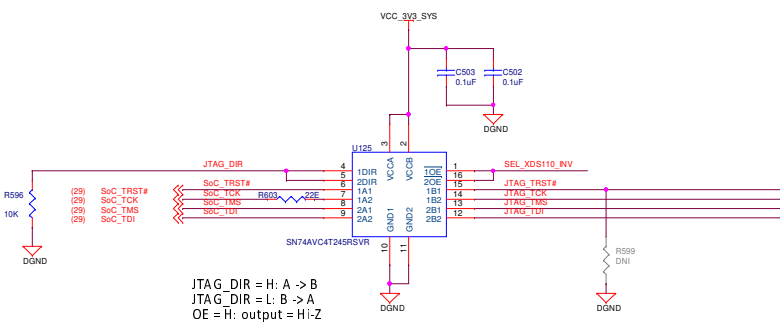 VCC_3V3_SYS
C503
C502
0.1uF
0.1uF
DGND
U125
3
2
VCCA
VCCB
JTAG_DIR
4
1DIR
1OE
1
SEL_XDS110_INV
5
2DIR
2OE
16
R596
10K
(29) SoC_TRST#
SoC_TRST#
6
1A1
1B1
15
JTAG_TRST#
(29) SoC_TCK
SoC_TCK
R603
22E
7
1A2
1B2
14
JTAG_TCK
(29) SoC_TMS
SoC_TMS
8
2A1
2B1
13
JTAG_TMS
(29) SoC_TDI
SoC_TDI
9
2A2
2B2
12
JTAG_TDI
GND1
GND2
SN74AVC4T245RSVR
10
11
DGND
R599
DNI
JTAG_DIR = H: A -> B
JTAG_DIR = L: B -> A
OE = H: output = Hi-Z
DGND
DGND